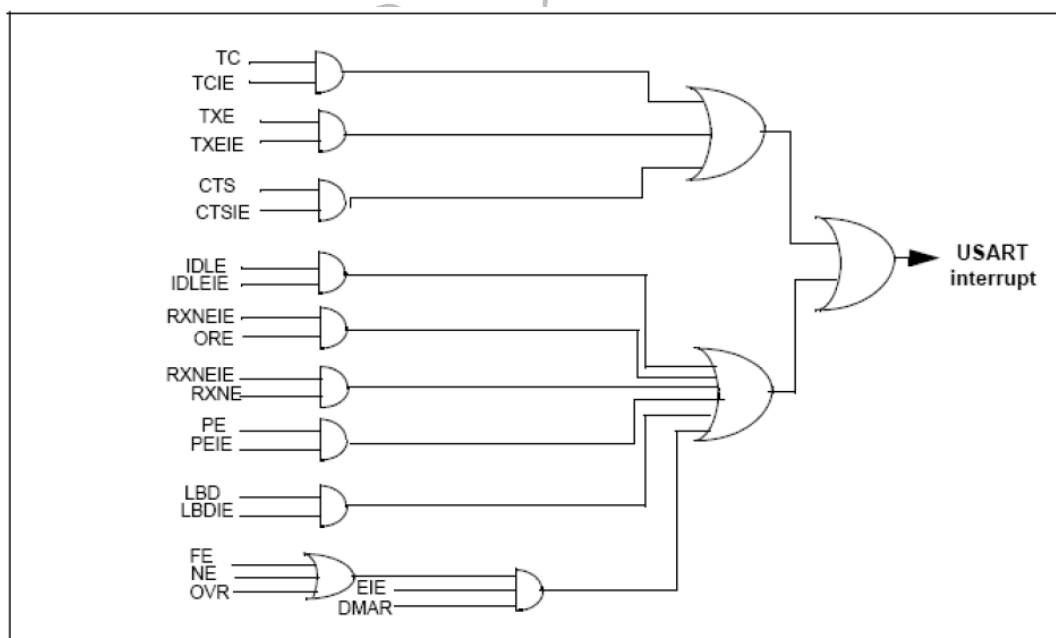 TC
TCIE
TXE
TXEIE
CTS
CTSIE
IDLE
IDLEIE
RXNEIE
ORE
RXNEIE
RXNE
PE
PEIE
LBD
LBDIE
FE
NE
OVR
EIE
DMAR
USART
interrupt